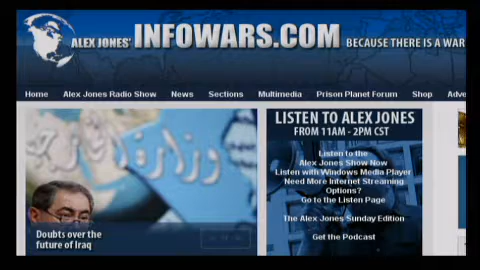 ALEX JONES' INFOWARS.COM BECAUSE THERE IS A WAR
Home Alex Jones Radio Show News Sections Multimedia Prison Planet Forum Shop Adve
LISTEN TO ALEX JONES
FROM 11AM - 2PM CST
Listen to the
Alex Jones Show Now
Listen with Windows Media Player
Need More Internet Streaming
Options?
Go to the Listen Page
The Alex Jones Sunday Edition
Get the Podcast
وزارة الخارجية
Doubts over the
future of Iraq